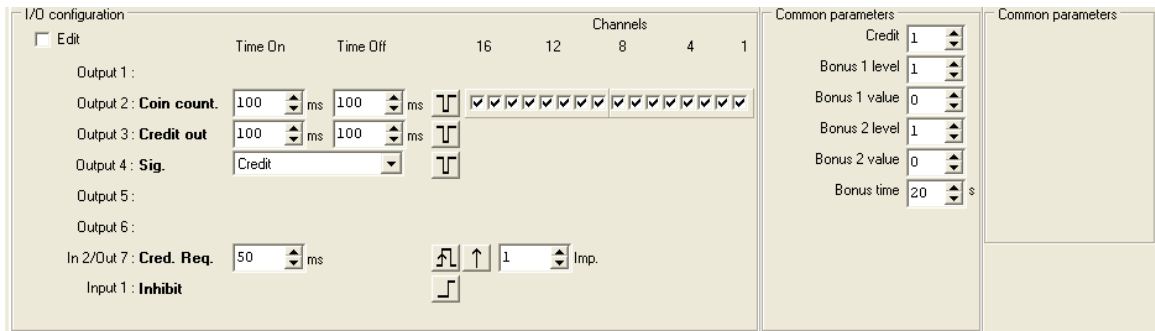 I/O configuration
Edit
Time On Time Off
Channels
16 12 8 4 1
Output 1 :
Output 2 : Coin count. 100 ms 100 ms
Output 3 : Credit out 100 ms 100 ms
Output 4 : Sig. Credit
Output 5 :
Output 6 :
In 2/Out 7 : Cred. Req. 50 ms 1 Imp.
Input 1 : Inhibit
Common parameters
Credit 1
Bonus 1 level 1
Bonus 1 value 0
Bonus 2 level 1
Bonus 2 value 0
Bonus time 20 s
Common parameters